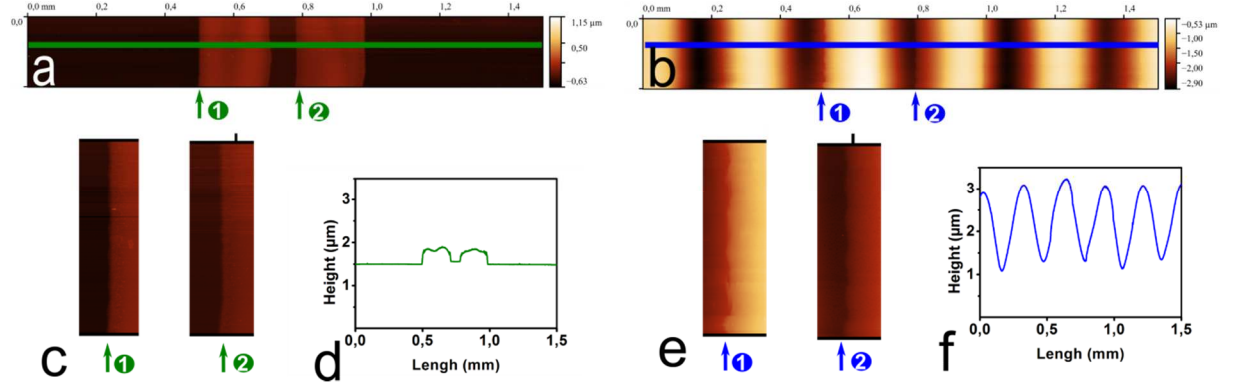 0,0 mm 0,2 0,4 0,6 0,8 1,0 1,2 1,4
0,0
1,15 µm
0,50
−0,63
a
1 2
0,0 mm 0,2 0,4 0,6 0,8 1,0 1,2 1,4
0,0
−0,53 µm
−1,00
−1,50
−2,00
−2,90
b
1 2
c
1 2
d
Height (µm)
3
2
1
0,0 0,5 1,0 1,5
Lengh (mm)
e
1 2
f
Height (µm)
3
2
1
0,0 0,5 1,0 1,5
Lengh (mm)